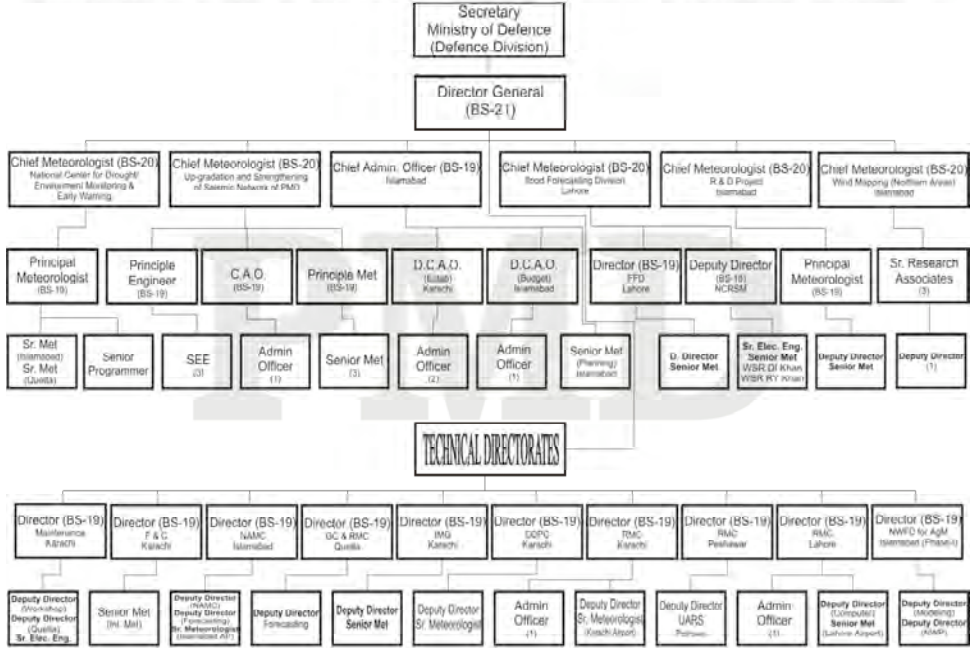 Secretary
Ministry of Defence
(Defence Division)
Director General
(BS-21)
Chief Meteorologist (BS-20)
National Center for Drought/
Environment Monitoring &
Early Warning
Chief Meteorologist (BS-20)
Up-gradation and Strengthening
of Seismic Network of PMD
Chief Admin. Officer (BS-19)
Islamabad
Chief Meteorologist (BS-20)
flood Forecasting Division
Lahore
Chief Meteorologist (BS-20)
R & D Project
Islamabad
Chief Meteorologist (BS-20)
Wind Mapping (Northern Areas)
Islamabad
Principal
Meteorologist
(BS-19)
Principle
Engineer
(BS-19)
C.A.O.
(BS-19)
Principle Met
(BS-19)
D.C.A.O.
(Estab)
Karachi
D.C.A.O.
(Budget)
Islamabad
Director (BS-19)
FFD
Lahore
Deputy Director
(BS-18)
NCRSM
Principal
Meteorologist
(BS-19)
Sr. Research
Associates
(3)
Sr. Met
(Islamabad)
Sr. Met
(Quetta)
Senior
Programmer
SEE
(3)
Admin
Officer
(1)
Senior Met
(3)
Admin
Officer
(2)
Admin
Officer
(1)
Senior Met
(Planning)
Islamabad
D. Director
Senior Met
Sr. Elec. Eng.
Senior Met
WSR DI Khan
WSR RY Khan
Deputy Director
Senior Met
Deputy Director
(1)
PMD
TECHNICAL DIRECTORATES
Director (BS-19)
Maintenance
Karachi
Director (BS-19)
Karachi
Director (BS-19)
NAMC
Islamabad
Director (BS-19)
GC & RMC
Quetta
Director (BS-19)
IMG
Karachi
Director (BS-19)
CDPC
Karachi
Director (BS-19)
RMC
Karachi
Director (BS-19)
RMC
Peshawar
Director (BS-19)
RMC
Lahore
Director (BS-19)
NWFC for AgM
Islamabad (Phase-I)
Deputy Director
(Workshop)
Deputy Director
(Quetta)
Sr. Elec. Eng.
Senior Met
(Ini. Met)
Deputy Director
(NAMC)
Deputy Director
(Forecasting)
Sr. Meteorologist
(Islamabad AP)
Deputy Director
Forecasting
Deputy Director
Senior Met
Deputy Director
Sr. Meteorologist
Admin
Officer
(1)
Deputy Director
Sr. Meteorologist
(Karachi Airport)
Deputy Director
UARS
Peshawar
Admin
Officer
(1)
Deputy Director
(Computer)
Senior Met
(Lahore Airport)
Deputy Director
(Modeling)
Deputy Director
(NWP)